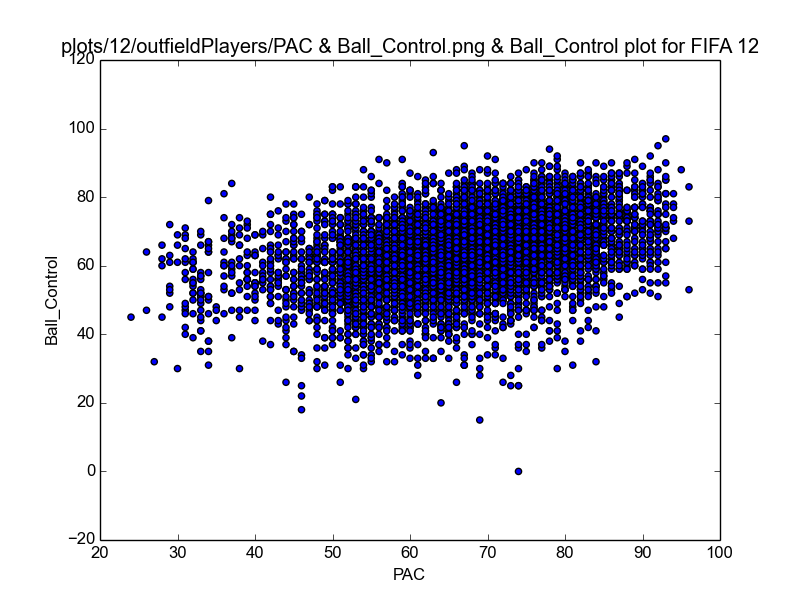 plots/12/outfieldPlayers/PAC & Ball_Control.png & Ball_Control plot for FIFA 12
120
100
80
60
40
20
0
−20
Ball_Control
20 30 40 50 60 70 80 90 100
PAC